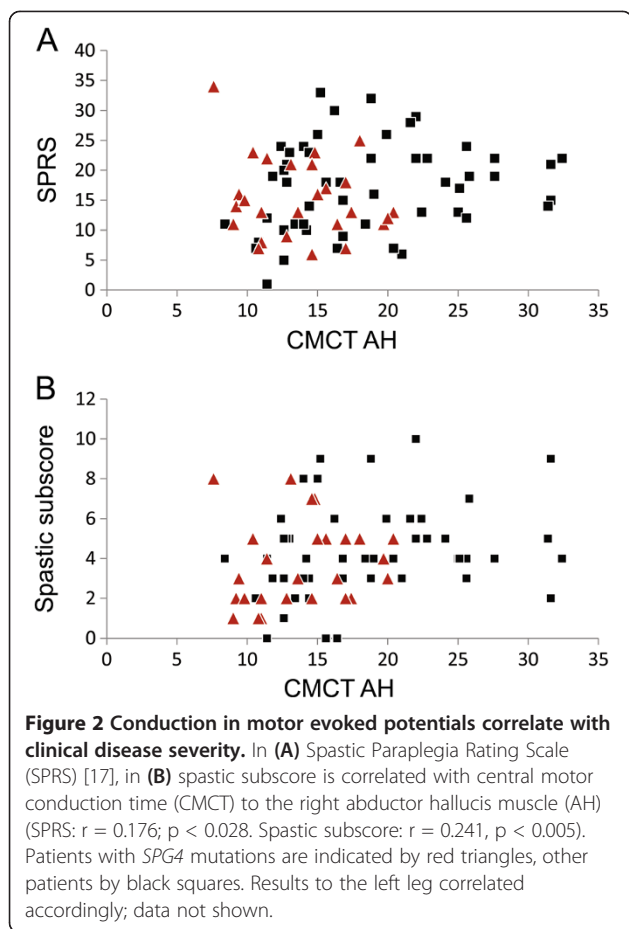 A
40
35
30
25
20
15
10
5
0
SPRS
0 5 10 15 20 25 30 35
CMCT AH
B
12
10
8
6
4
2
0
Spastic subscore
0 5 10 15 20 25 30 35
CMCT AH
Figure 2 Conduction in motor evoked potentials correlate with
clinical disease severity. In (A) Spastic Paraplegia Rating Scale
(SPRS) [17], in (B) spastic subscore is correlated with central motor
conduction time (CMCT) to the right abductor hallucis muscle (AH)
(SPRS: r = 0.176; p < 0.028. Spastic subscore: r = 0.241, p < 0.005).
Patients with SPG4 mutations are indicated by red triangles, other
patients by black squares. Results to the left leg correlated
accordingly; data not shown.